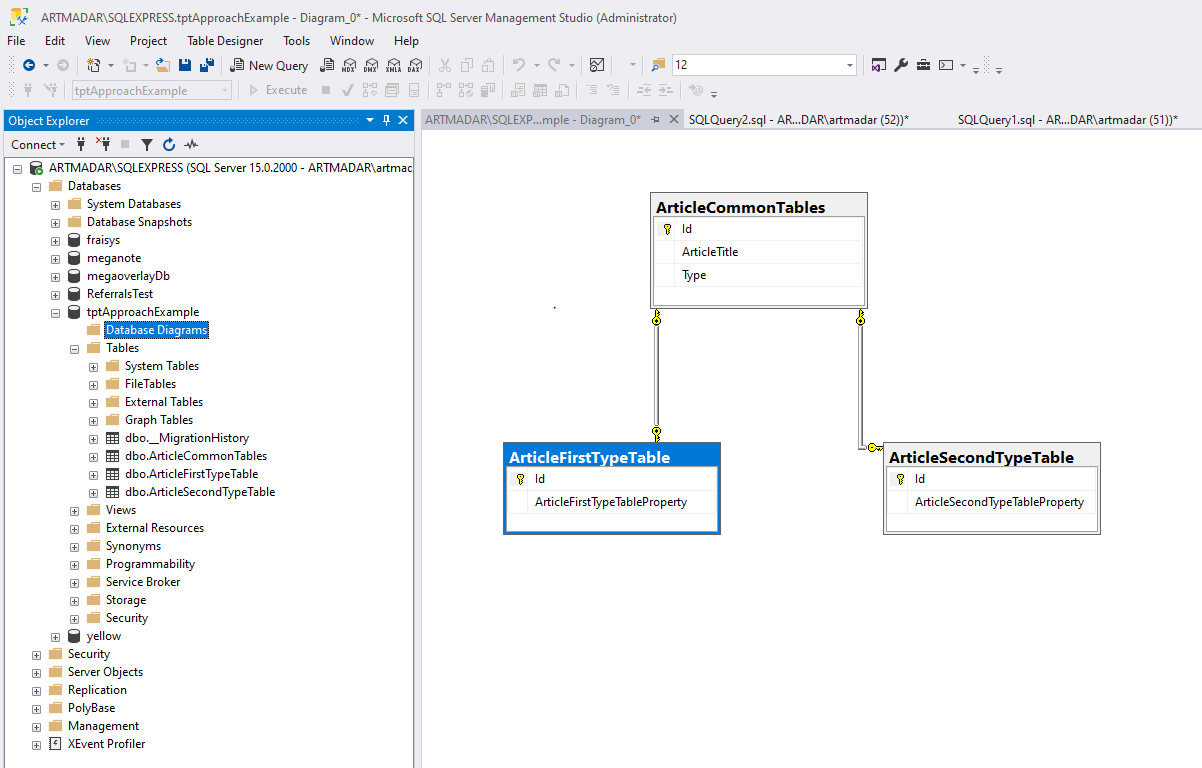 ARTMADAR\SQLEXPRESS.tptApproachExample - Diagram_0* - Microsoft SQL Server Management Studio (Administrator)
File Edit View Project Table Designer Tools Window Help
New Query MDX DMX XMLA DAX 12
tptApproachExample Execute
Object Explorer
ARTMADAR\SQLEXP...mple - Diagram_0* SQLQuery2.sql - AR...DAR\artmadar (52))* SQLQuery1.sql - AR...DAR\artmadar (51))*
Connect
ARTMADAR\SQLEXPRESS (SQL Server 15.0.2000 - ARTMADAR\artmad
Databases
System Databases
Database Snapshots
fraisys
meganote
megaoverlayDb
ReferralsTest
tptApproachExample
Database Diagrams
Tables
System Tables
FileTables
External Tables
Graph Tables
dbo.__MigrationHistory
dbo.ArticleCommonTables
dbo.ArticleFirstTypeTable
dbo.ArticleSecondTypeTable
Views
External Resources
Synonyms
Programmability
Service Broker
Storage
Security
yellow
Security
Server Objects
Replication
PolyBase
Management
XEvent Profiler
ArticleCommonTables
Id
ArticleTitle
Type
ArticleFirstTypeTable
Id
ArticleFirstTypeTableProperty
ArticleSecondTypeTable
Id
ArticleSecondTypeTableProperty